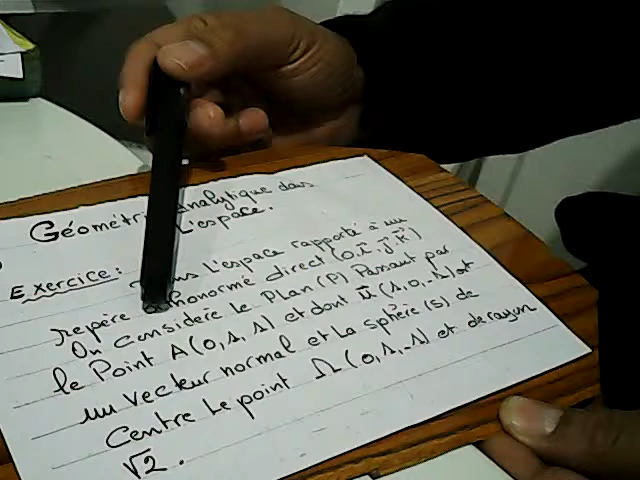 Géométrie analytique dans
L'espace.
Exercice: Dans L'espace rapporté à un
repère orthonormé direct (0, i⃗, j⃗, k⃗)
On considère Le PLan (P) Passant par
le Point A(0, 1, 1) et dont u⃗ (1, 0, -1) est
un vecteur normal et La sphère (S) de
Centre Le point Ω (0, 1, -1) et de rayon
√2.